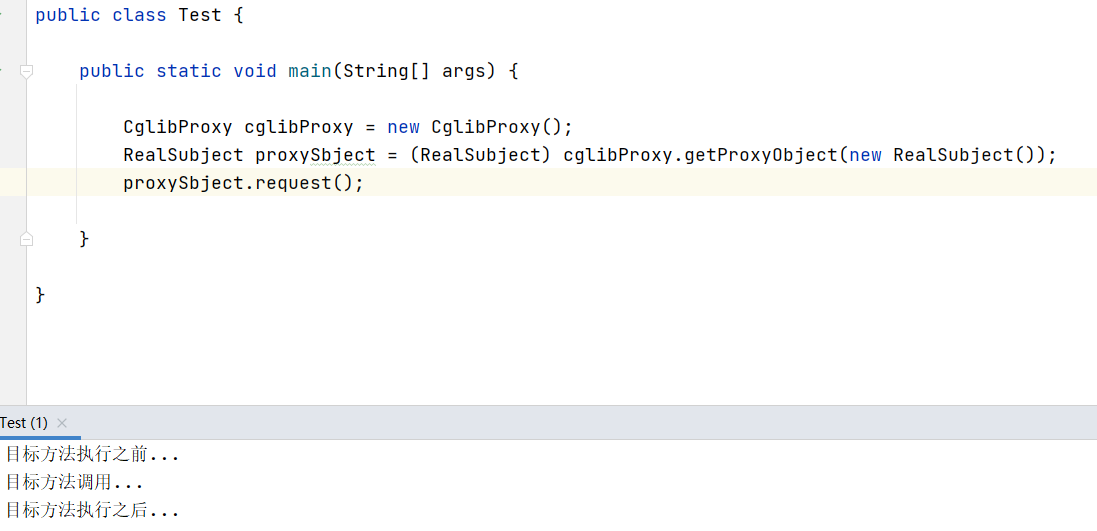 public class Test {
public static void main(String[] args) {
CglibProxy cglibProxy = new CglibProxy();
RealSubject proxySbject = (RealSubject) cglibProxy.getProxyObject(new RealSubject());
proxySbject.request();
}
}
Test (1) ×
目标方法执行之前...
目标方法调用...
目标方法执行之后...